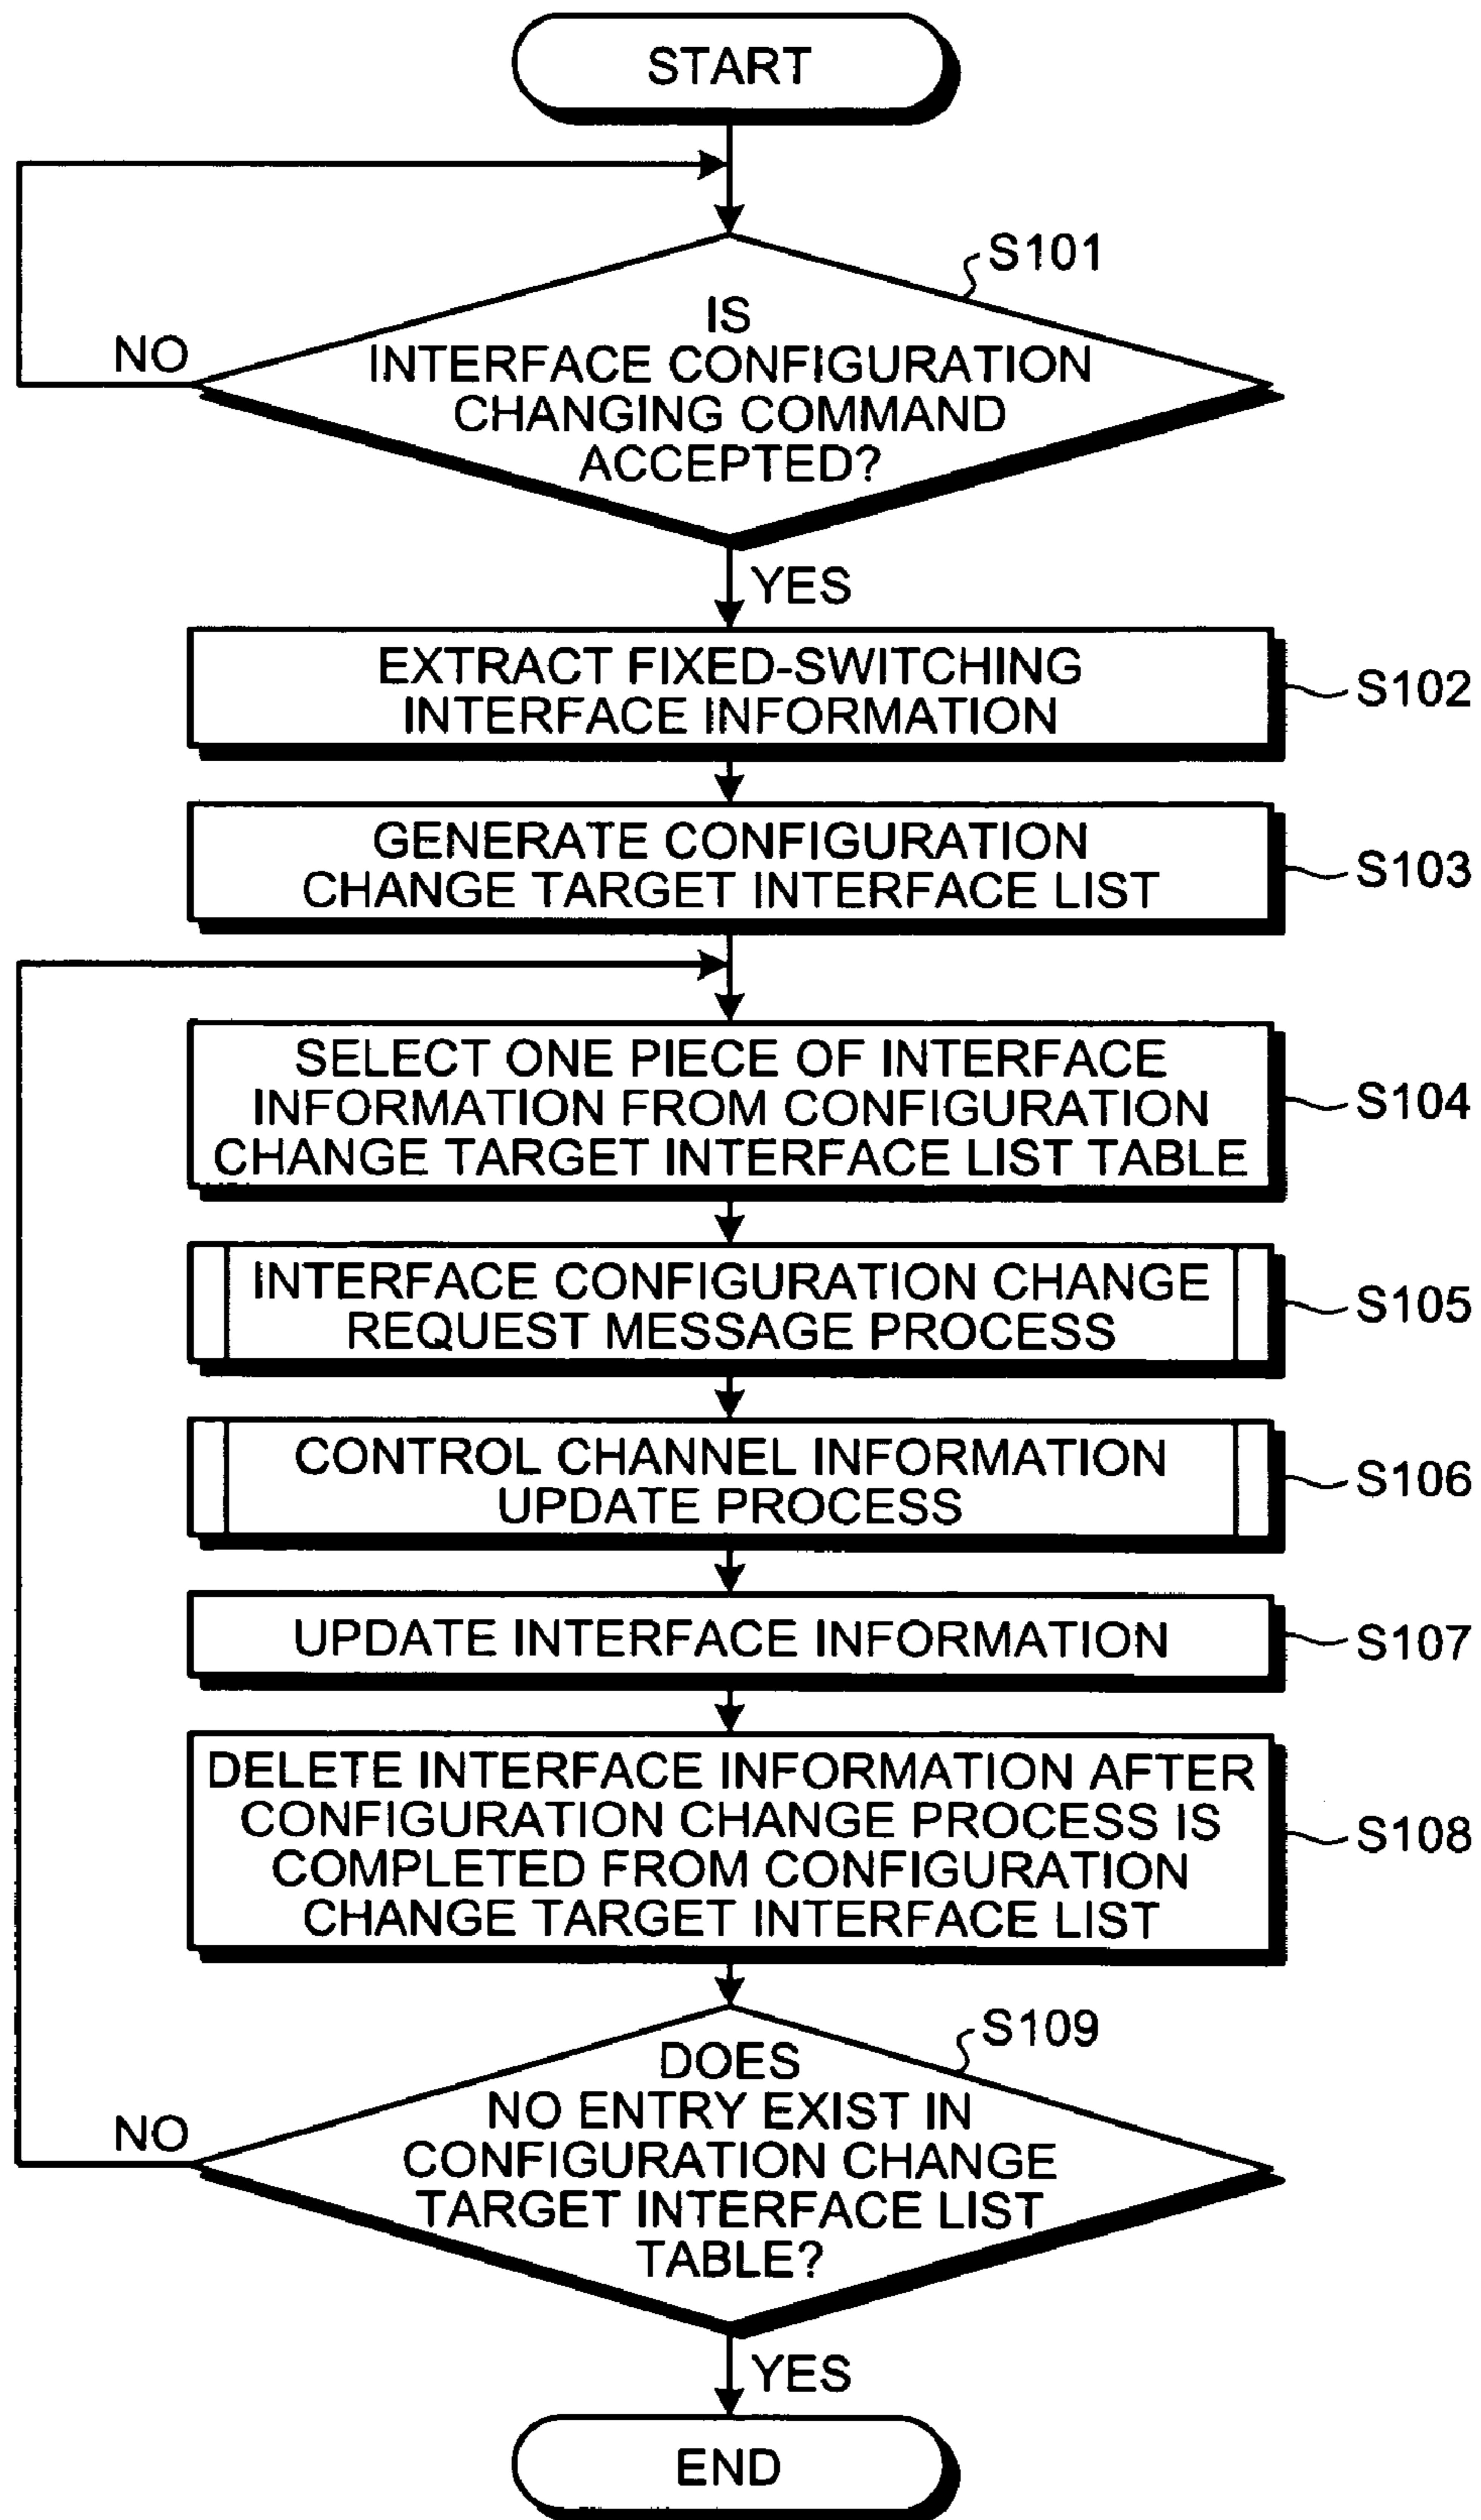 START
S101
IS
INTERFACE CONFIGURATION
CHANGING COMMAND
ACCEPTED?
NO
YES
EXTRACT FIXED-SWITCHING
INTERFACE INFORMATION
S102
GENERATE CONFIGURATION
CHANGE TARGET INTERFACE LIST
S103
SELECT ONE PIECE OF INTERFACE
INFORMATION FROM CONFIGURATION
CHANGE TARGET INTERFACE LIST TABLE
S104
INTERFACE CONFIGURATION CHANGE
REQUEST MESSAGE PROCESS
S105
CONTROL CHANNEL INFORMATION
UPDATE PROCESS
S106
UPDATE INTERFACE INFORMATION
S107
DELETE INTERFACE INFORMATION AFTER
CONFIGURATION CHANGE PROCESS IS
COMPLETED FROM CONFIGURATION
CHANGE TARGET INTERFACE LIST
S108
S109
DOES
NO ENTRY EXIST IN
CONFIGURATION CHANGE
TARGET INTERFACE LIST
TABLE?
NO
YES
END